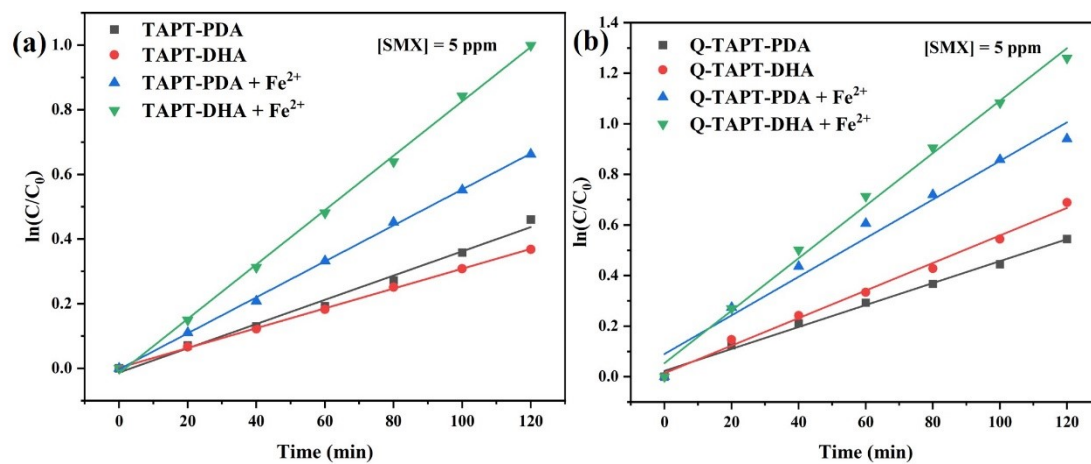 (a)
TAPT-PDA
TAPT-DHA
TAPT-PDA + Fe²⁺
TAPT-DHA + Fe²⁺
[SMX] = 5 ppm
ln(C/C₀)
1.0
0.8
0.6
0.4
0.2
0.0
0 20 40 60 80 100 120
Time (min)
(b)
Q-TAPT-PDA
Q-TAPT-DHA
Q-TAPT-PDA + Fe²⁺
Q-TAPT-DHA + Fe²⁺
[SMX] = 5 ppm
ln(C/C₀)
1.4
1.2
1.0
0.8
0.6
0.4
0.2
0.0
0 20 40 60 80 100 120
Time (min)